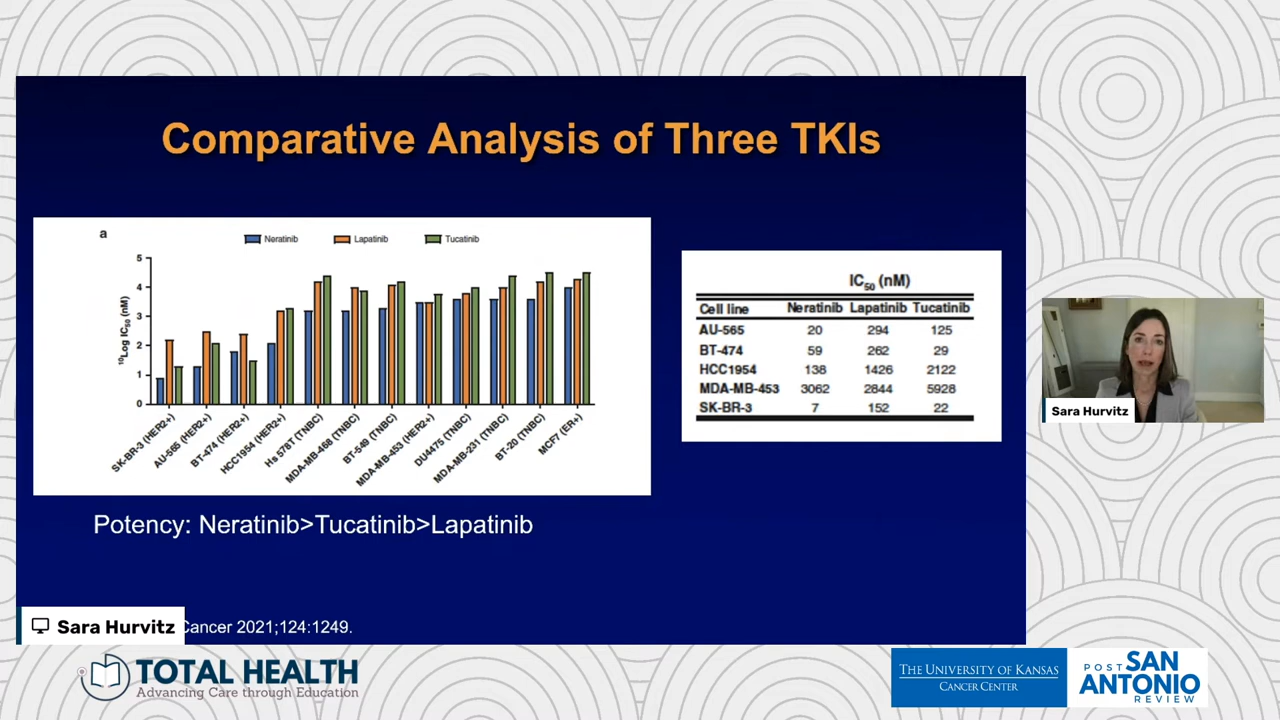 Comparative Analysis of Three TKIs
a
Neratinib
Lapatinib
Tucatinib
10Log IC50 (nM)
5
4
3
2
1
0
SK-BR-3 (HER2+)
AU-565 (HER2+)
BT-474 (HER2+)
HCC1954 (HER2+)
Hs 578T (TNBC)
MDA-MB-468 (TNBC)
BT-549 (TNBC)
MDA-MB-453 (HER2+)
DU4475 (TNBC)
MDA-MB-231 (TNBC)
BT-20 (TNBC)
MCF7 (ER+)
IC50 (nM)
Cell line Neratinib Lapatinib Tucatinib
AU-565 20 294 125
BT-474 59 262 29
HCC1954 138 1426 2122
MDA-MB-453 3062 2844 5928
SK-BR-3 7 152 22
Potency: Neratinib>Tucatinib>Lapatinib
Sara Hurvitz
Sara Hurvitz
Cancer 2021;124:1249.
TOTAL HEALTH
Advancing Care through Education
THE UNIVERSITY OF KANSAS
CANCER CENTER
POST SAN
ANTONIO
REVIEW